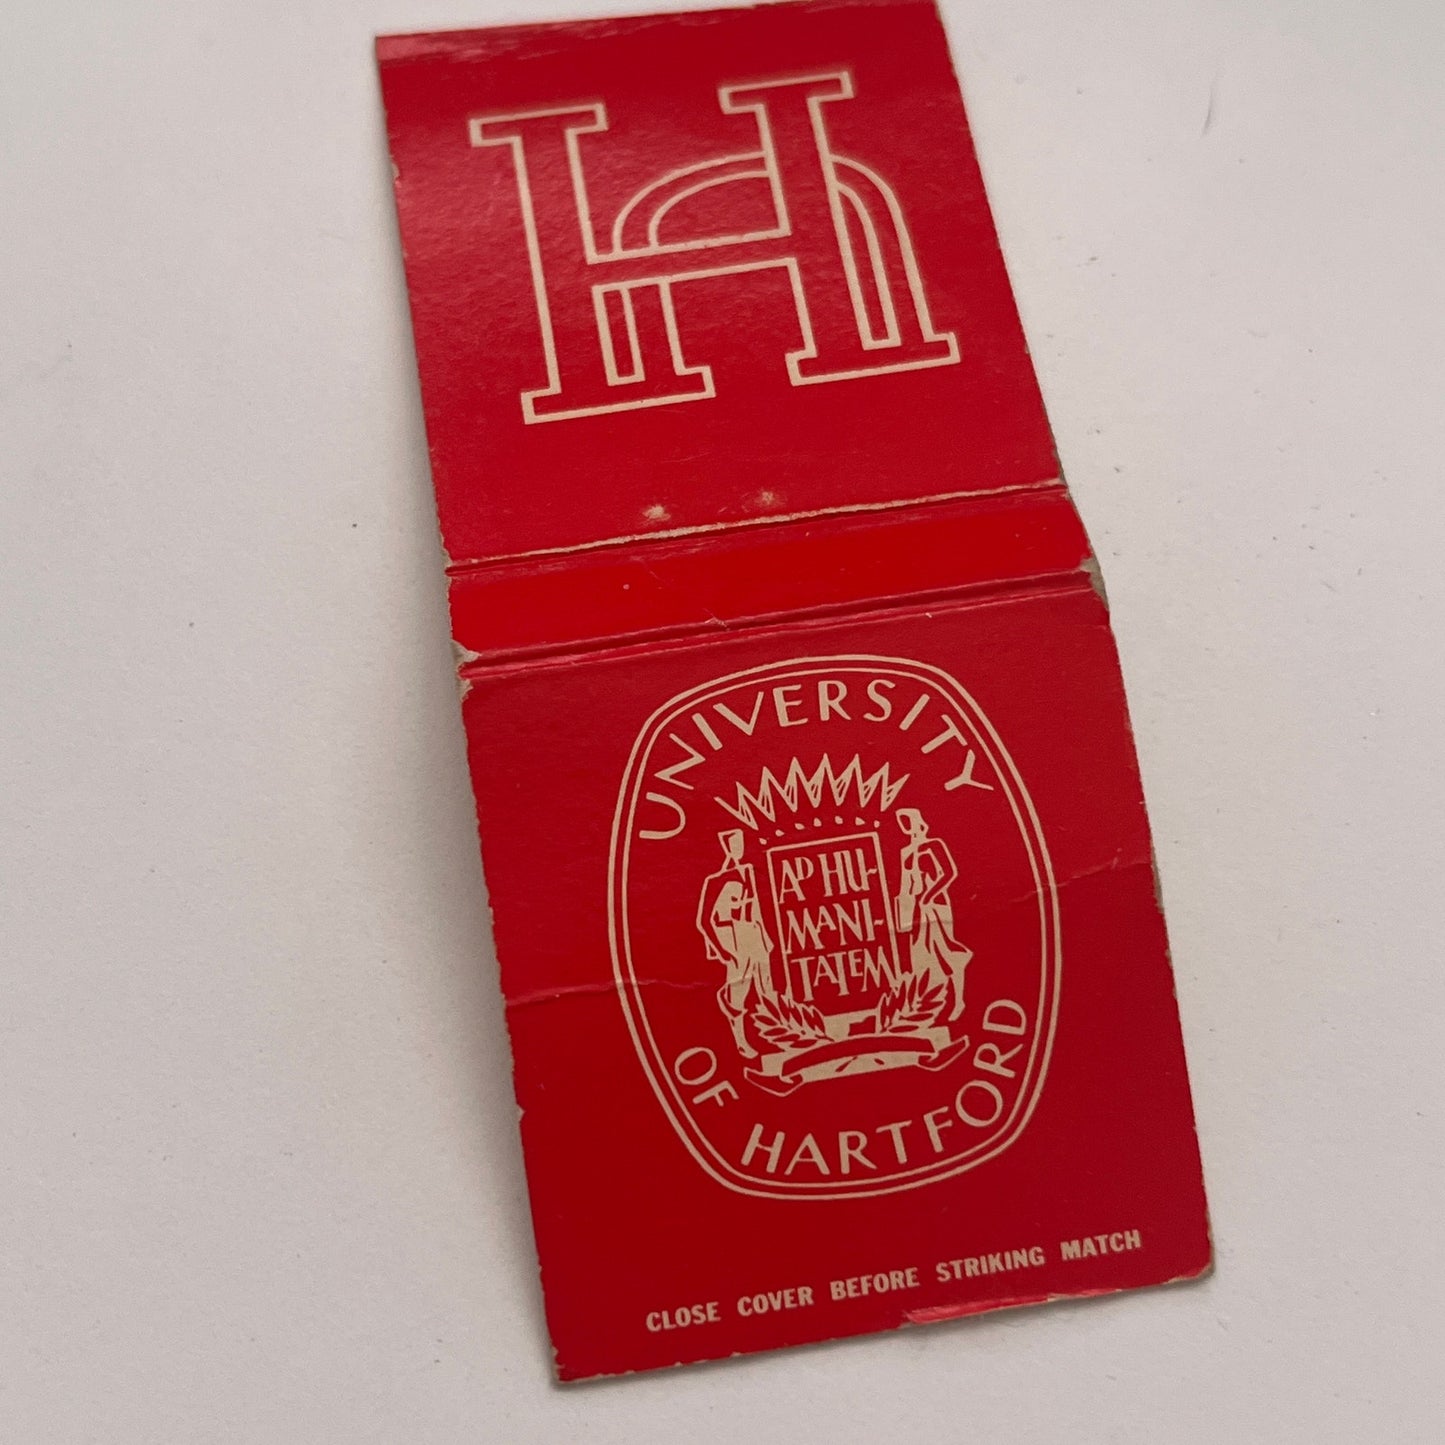 H
UNIVERSITY
AD HU-
MANI-
TATEM
OF HARTFORD
CLOSE COVER BEFORE STRIKING MATCH